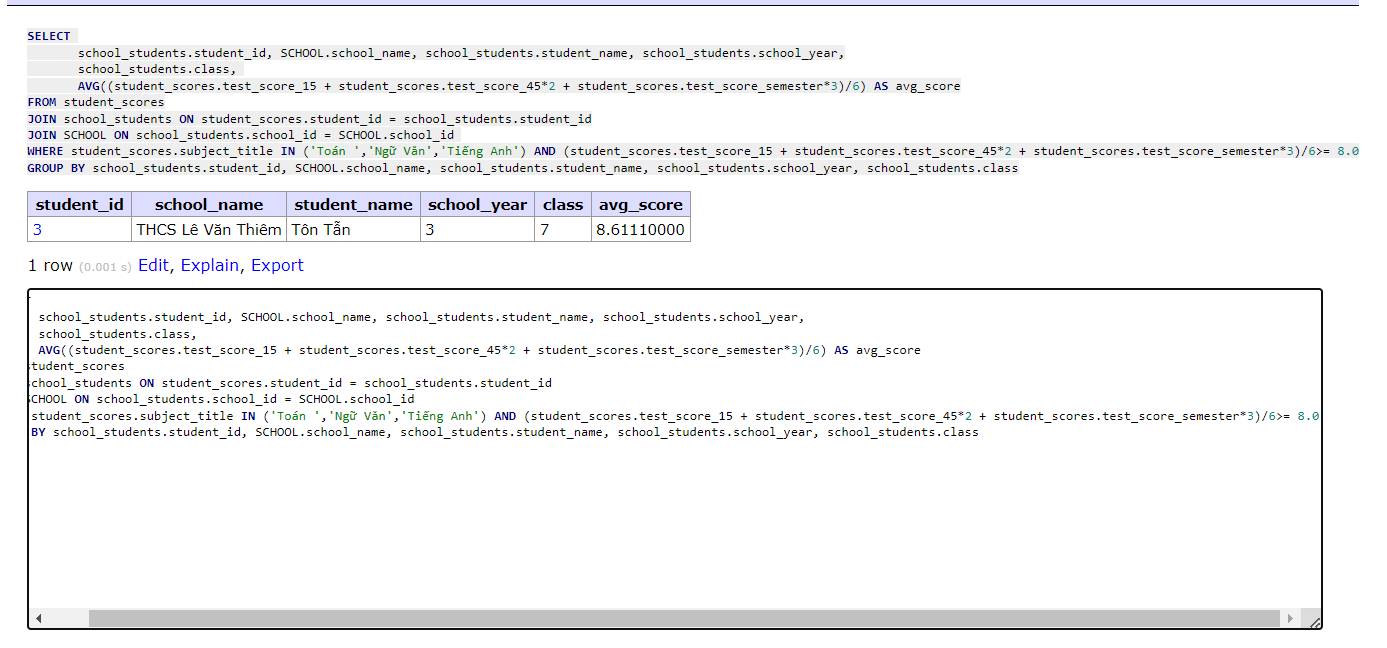 SELECT
school_students.student_id, SCHOOL.school_name, school_students.student_name, school_students.school_year,
school_students.class,
AVG((student_scores.test_score_15 + student_scores.test_score_45*2 + student_scores.test_score_semester*3)/6) AS avg_score
FROM student_scores
JOIN school_students ON student_scores.student_id = school_students.student_id
JOIN SCHOOL ON school_students.school_id = SCHOOL.school_id
WHERE student_scores.subject_title IN ('Toán ','Ngữ Văn','Tiếng Anh') AND (student_scores.test_score_15 + student_scores.test_score_45*2 + student_scores.test_score_semester*3)/6>= 8.0
GROUP BY school_students.student_id, SCHOOL.school_name, school_students.student_name, school_students.school_year, school_students.class
student_id school_name student_name school_year class avg_score
3 THCS Lê Văn Thiêm Tôn Tẫn 3 7 8.61110000
1 row (0.001 s) Edit, Explain, Export
school_students.student_id, SCHOOL.school_name, school_students.student_name, school_students.school_year,
school_students.class,
AVG((student_scores.test_score_15 + student_scores.test_score_45*2 + student_scores.test_score_semester*3)/6) AS avg_score
tudent_scores
chool_students ON student_scores.student_id = school_students.student_id
CHOOL ON school_students.school_id = SCHOOL.school_id
student_scores.subject_title IN ('Toán ','Ngữ Văn','Tiếng Anh') AND (student_scores.test_score_15 + student_scores.test_score_45*2 + student_scores.test_score_semester*3)/6>= 8.0
BY school_students.student_id, SCHOOL.school_name, school_students.student_name, school_students.school_year, school_students.class